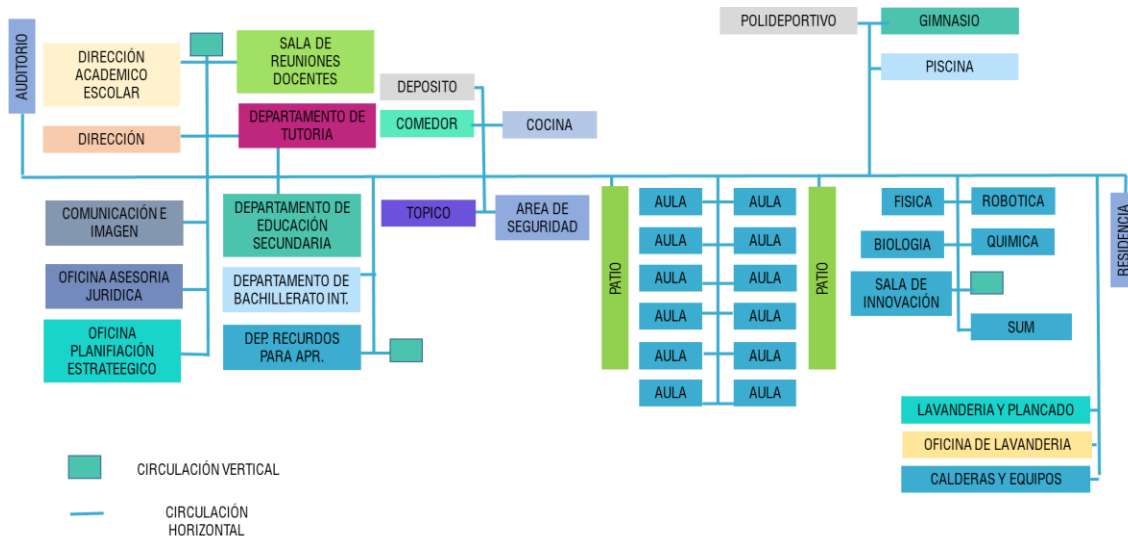 AUDITORIO
DIRECCIÓN
ACADEMICO
ESCOLAR
SALA DE
REUNIONES
DOCENTES
DIRECCIÓN
DEPARTAMENTO DE
TUTORIA
DEPOSITO
COMEDOR
COCINA
POLIDEPORTIVO
GIMNASIO
PISCINA
COMUNICACIÓN E
IMAGEN
OFICINA ASESORIA
JURIDICA
OFICINA
PLANIFIACIÓN
ESTRATEEGICO
DEPARTAMENTO DE
EDUCACIÓN
SECUNDARIA
DEPARTAMENTO DE
BACHILLERATO INT.
DEP. RECURDOS
PARA APR.
TOPICO
AREA DE
SEGURIDAD
PATIO
AULA
AULA
AULA
AULA
AULA
AULA
AULA
AULA
AULA
AULA
AULA
AULA
PATIO
FISICA
ROBOTICA
BIOLOGIA
QUIMICA
SALA DE
INNOVACIÓN
SUM
RESIDENCIA
LAVANDERIA Y PLANCADO
OFICINA DE LAVANDERIA
CALDERAS Y EQUIPOS
CIRCULACIÓN VERTICAL
CIRCULACIÓN
HORIZONTAL